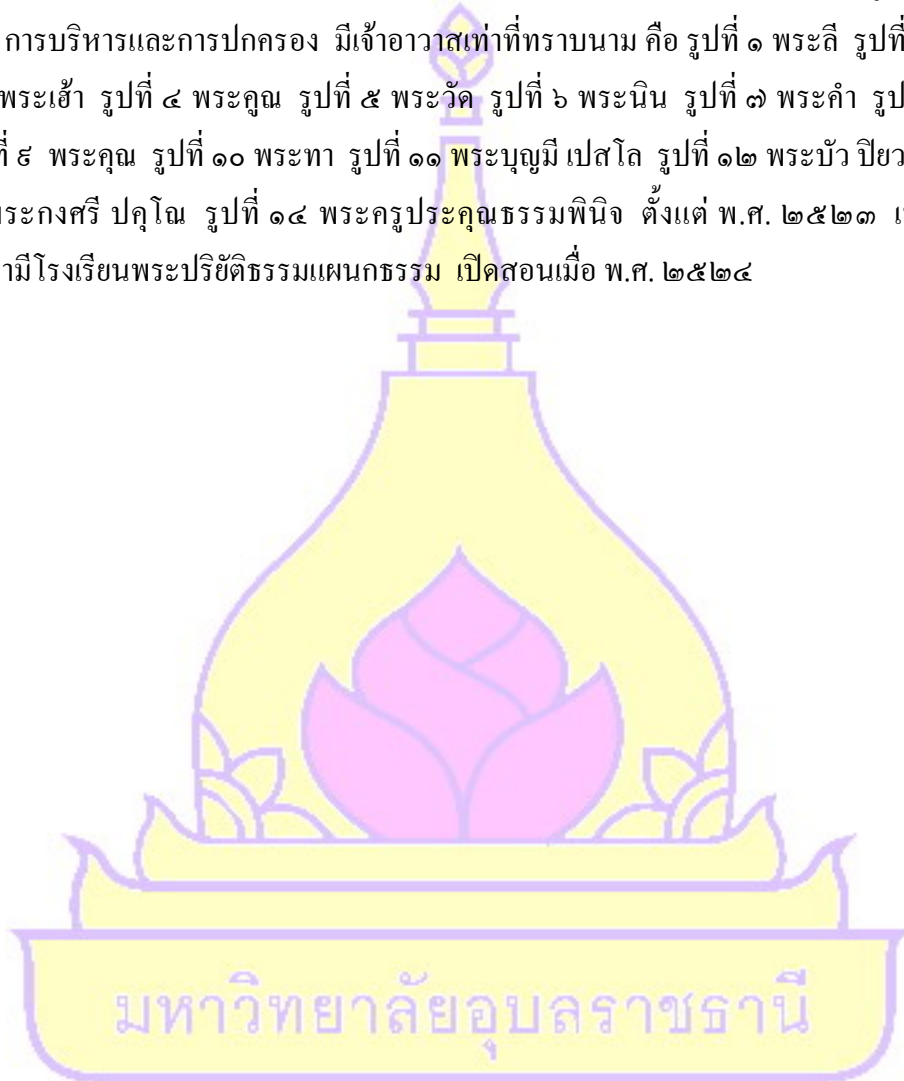 การบริหารและการปกครอง มีเจ้าอาวาสเท่าที่ทราบนาม คือ รูปที่ ๑ พระลี รูปที่
พระเฮ้า รูปที่ ๔ พระคูณ รูปที่ ๕ พระวัด รูปที่ ๖ พระนิน รูปที่ ๗ พระคำ รูป
ที่ ๙ พระคุณ รูปที่ ๑๐ พระทา รูปที่ ๑๑ พระบุญมี เปสโล รูปที่ ๑๒ พระบัว ปิยว
พระกงศรี ปคุโณ รูปที่ ๑๔ พระครูประคุณธรรมพินิจ ตั้งแต่ พ.ศ. ๒๕๒๓ เ
มีโรงเรียนพระปริยัติธรรมแผนกธรรม เปิดสอนเมื่อ พ.ศ. ๒๕๒๔
มหาวิทยาลัยอุบลราชธานี